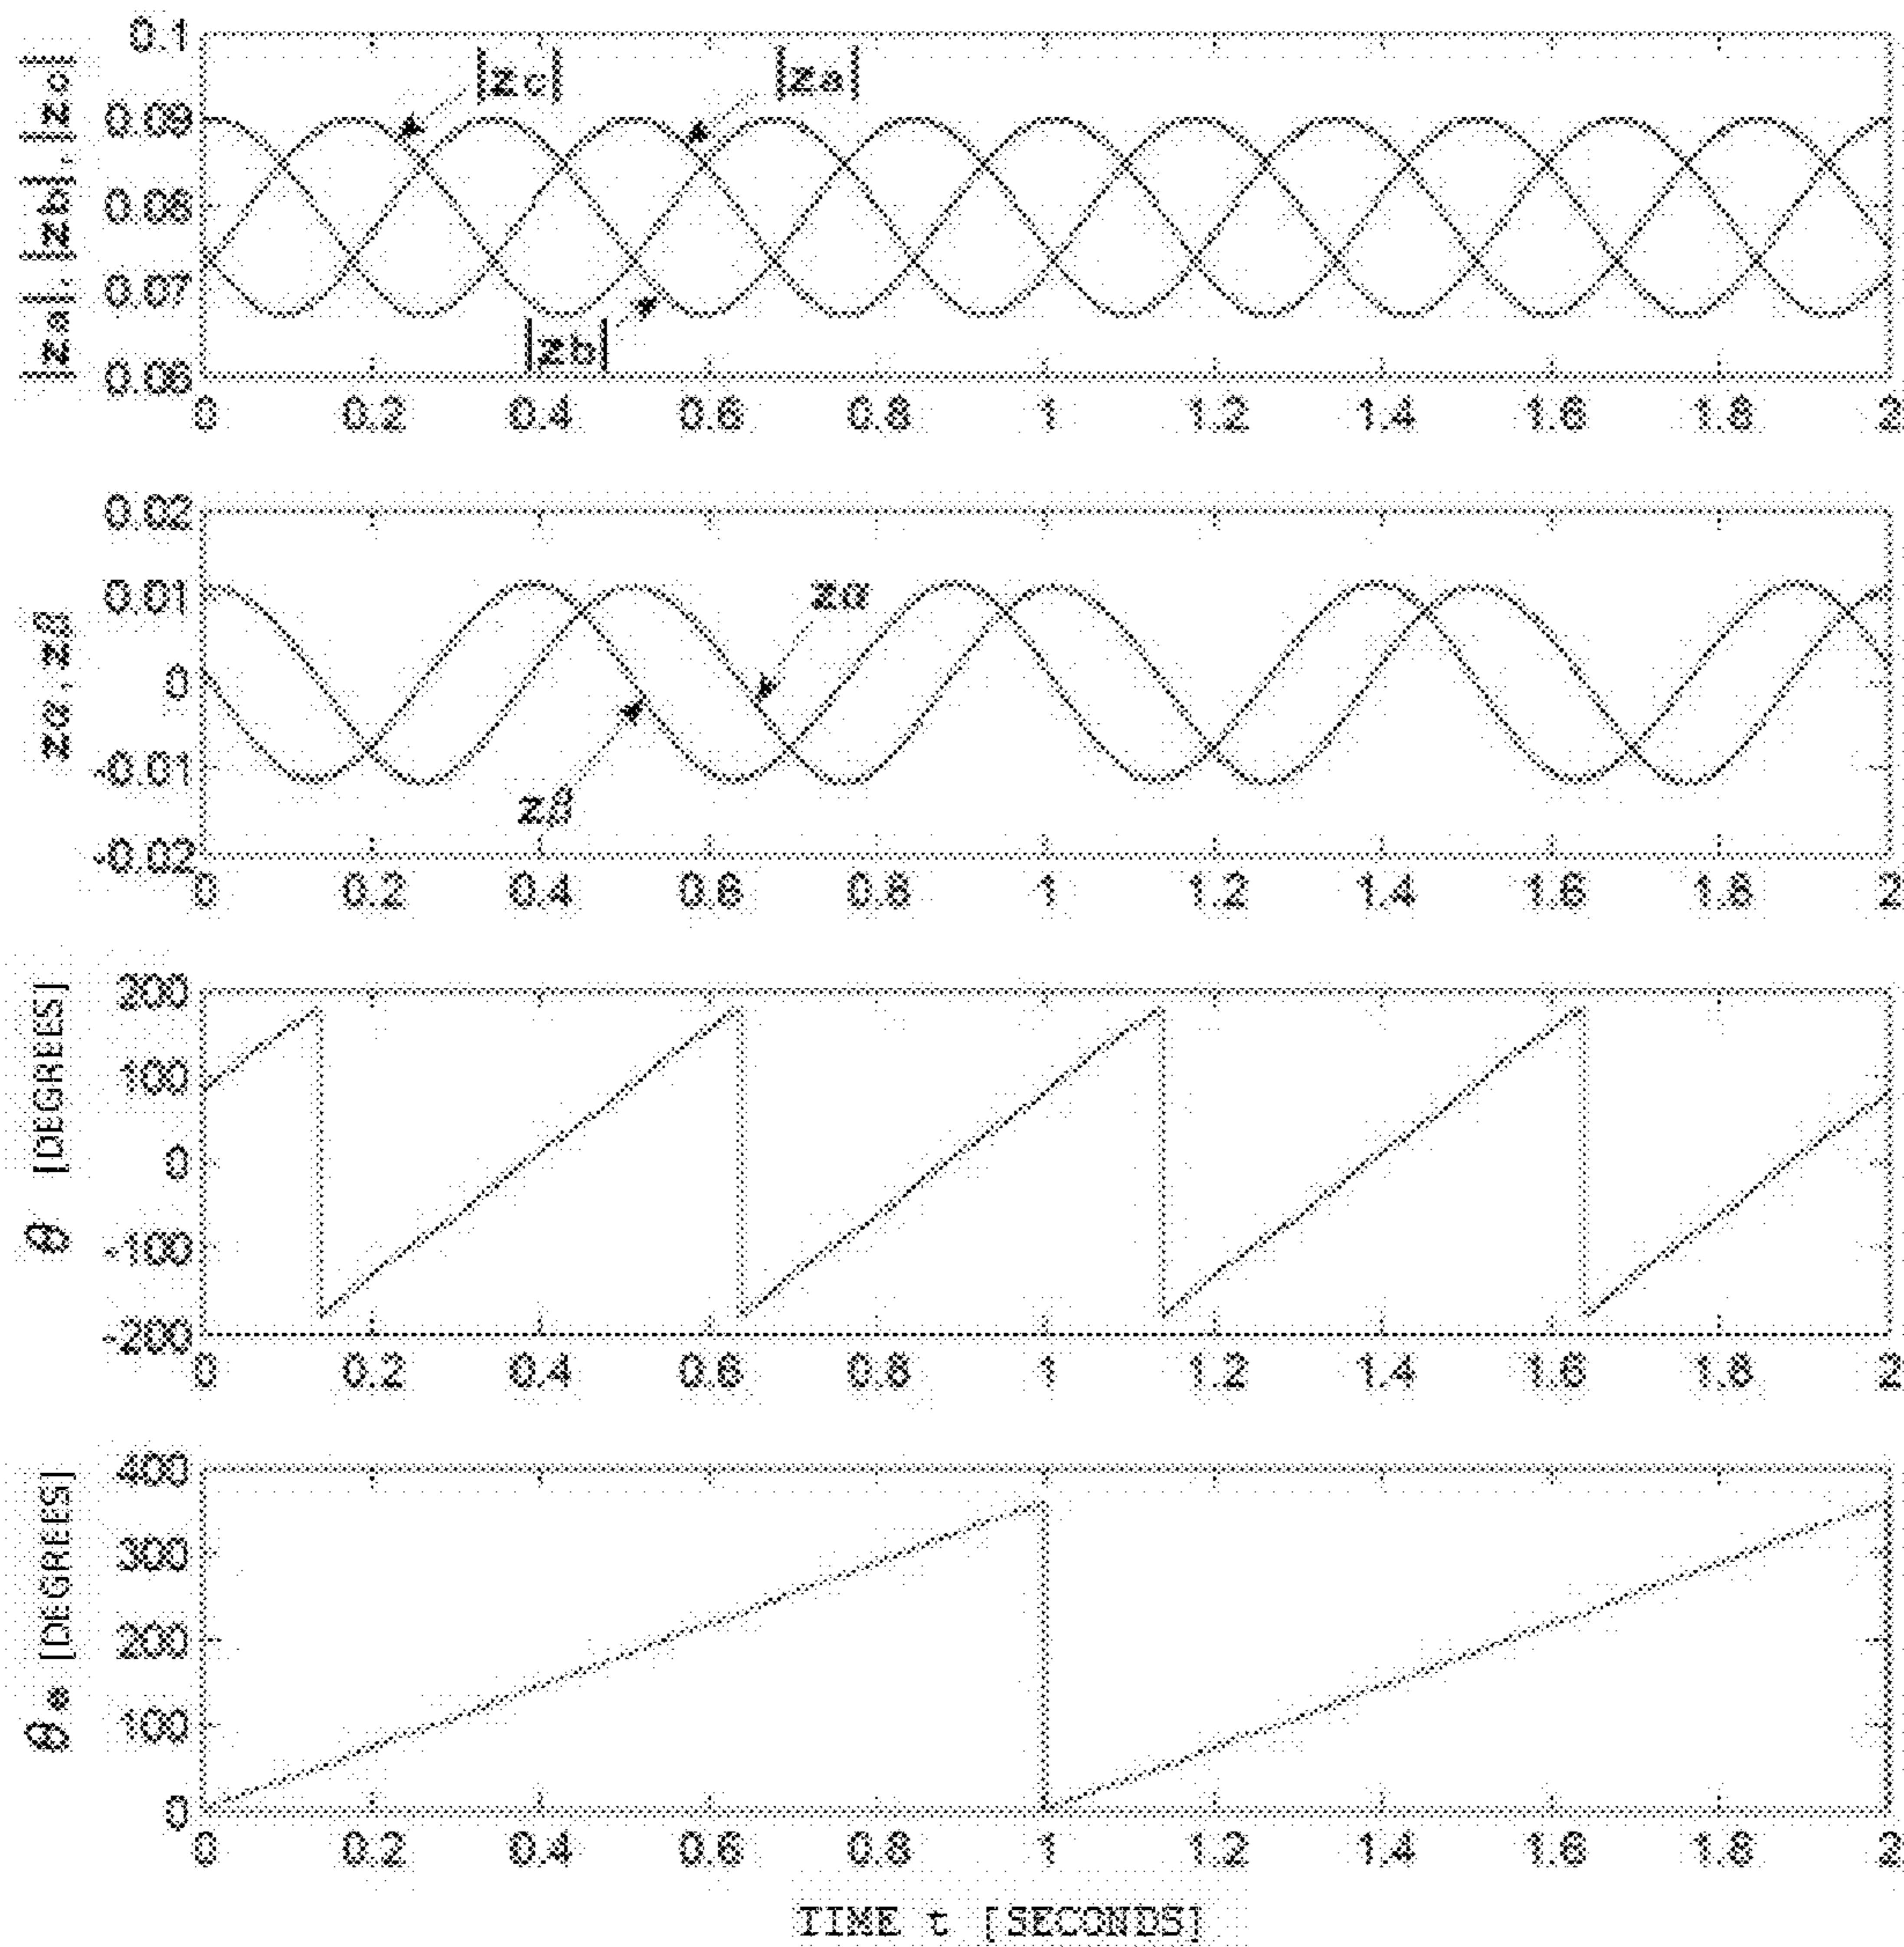 |za|, |zb|, |zc|
0.1
0.09
0.08
0.07
0.06
|zc|
|za|
|zb|
0 0.2 0.4 0.6 0.8 1 1.2 1.4 1.6 1.8 2
zα, zβ
0.02
0.01
0
-0.01
-0.02
zα
zβ
0 0.2 0.4 0.6 0.8 1 1.2 1.4 1.6 1.8 2
θ [DEGREES]
200
100
0
-100
-200
0 0.2 0.4 0.6 0.8 1 1.2 1.4 1.6 1.8 2
θe [DEGREES]
400
300
200
100
0
0 0.2 0.4 0.6 0.8 1 1.2 1.4 1.6 1.8 2
TIME t [SECONDS]